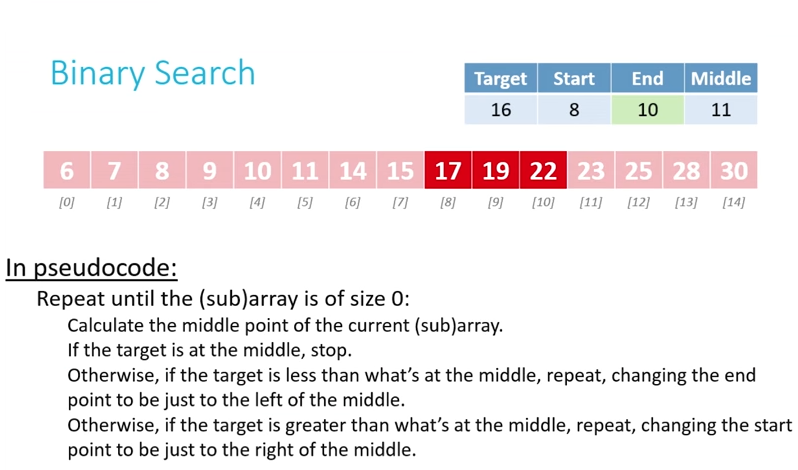 Binary Search
Target Start End Middle
16 8 10 11
6 7 8 9 10 11 14 15 17 19 22 23 25 28 30
[0] [1] [2] [3] [4] [5] [6] [7] [8] [9] [10] [11] [12] [13] [14]
In pseudocode:
Repeat until the (sub)array is of size 0:
Calculate the middle point of the current (sub)array.
If the target is at the middle, stop.
Otherwise, if the target is less than what’s at the middle, repeat, changing the end
point to be just to the left of the middle.
Otherwise, if the target is greater than what’s at the middle, repeat, changing the start
point to be just to the right of the middle.